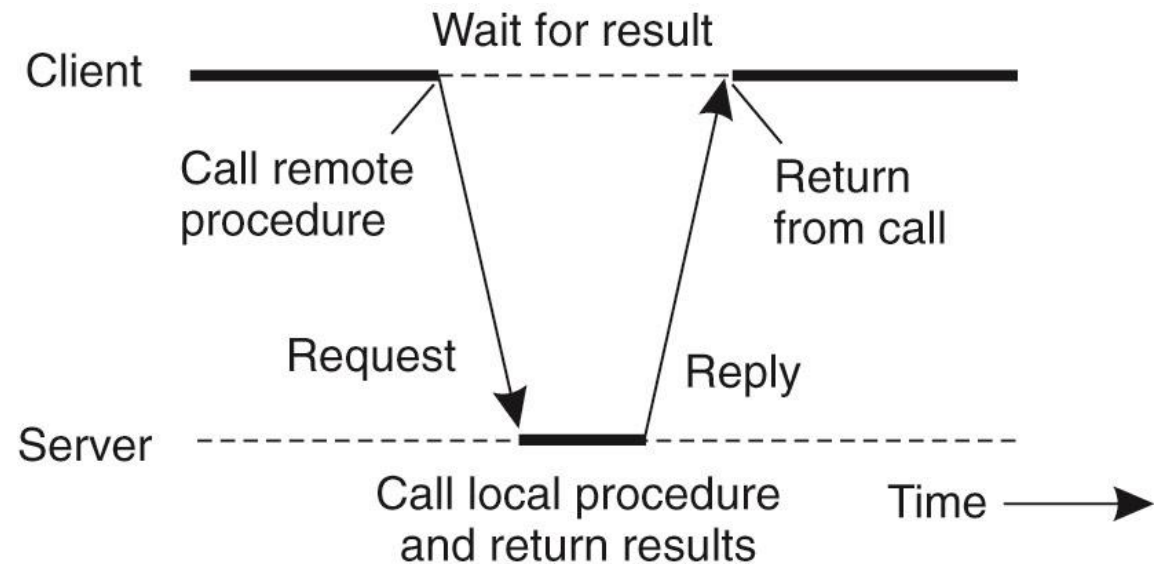 Wait for result
Client
Call remote
procedure
Return
from call
Request
Reply
Server
Call local procedure
and return results
Time